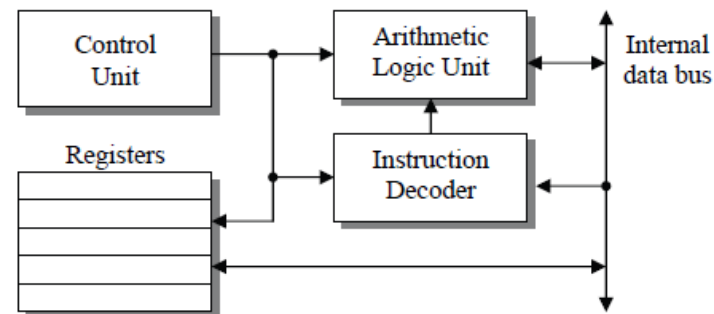 Control
Unit
Arithmetic
Logic Unit
Internal
data bus
Registers
Instruction
Decoder